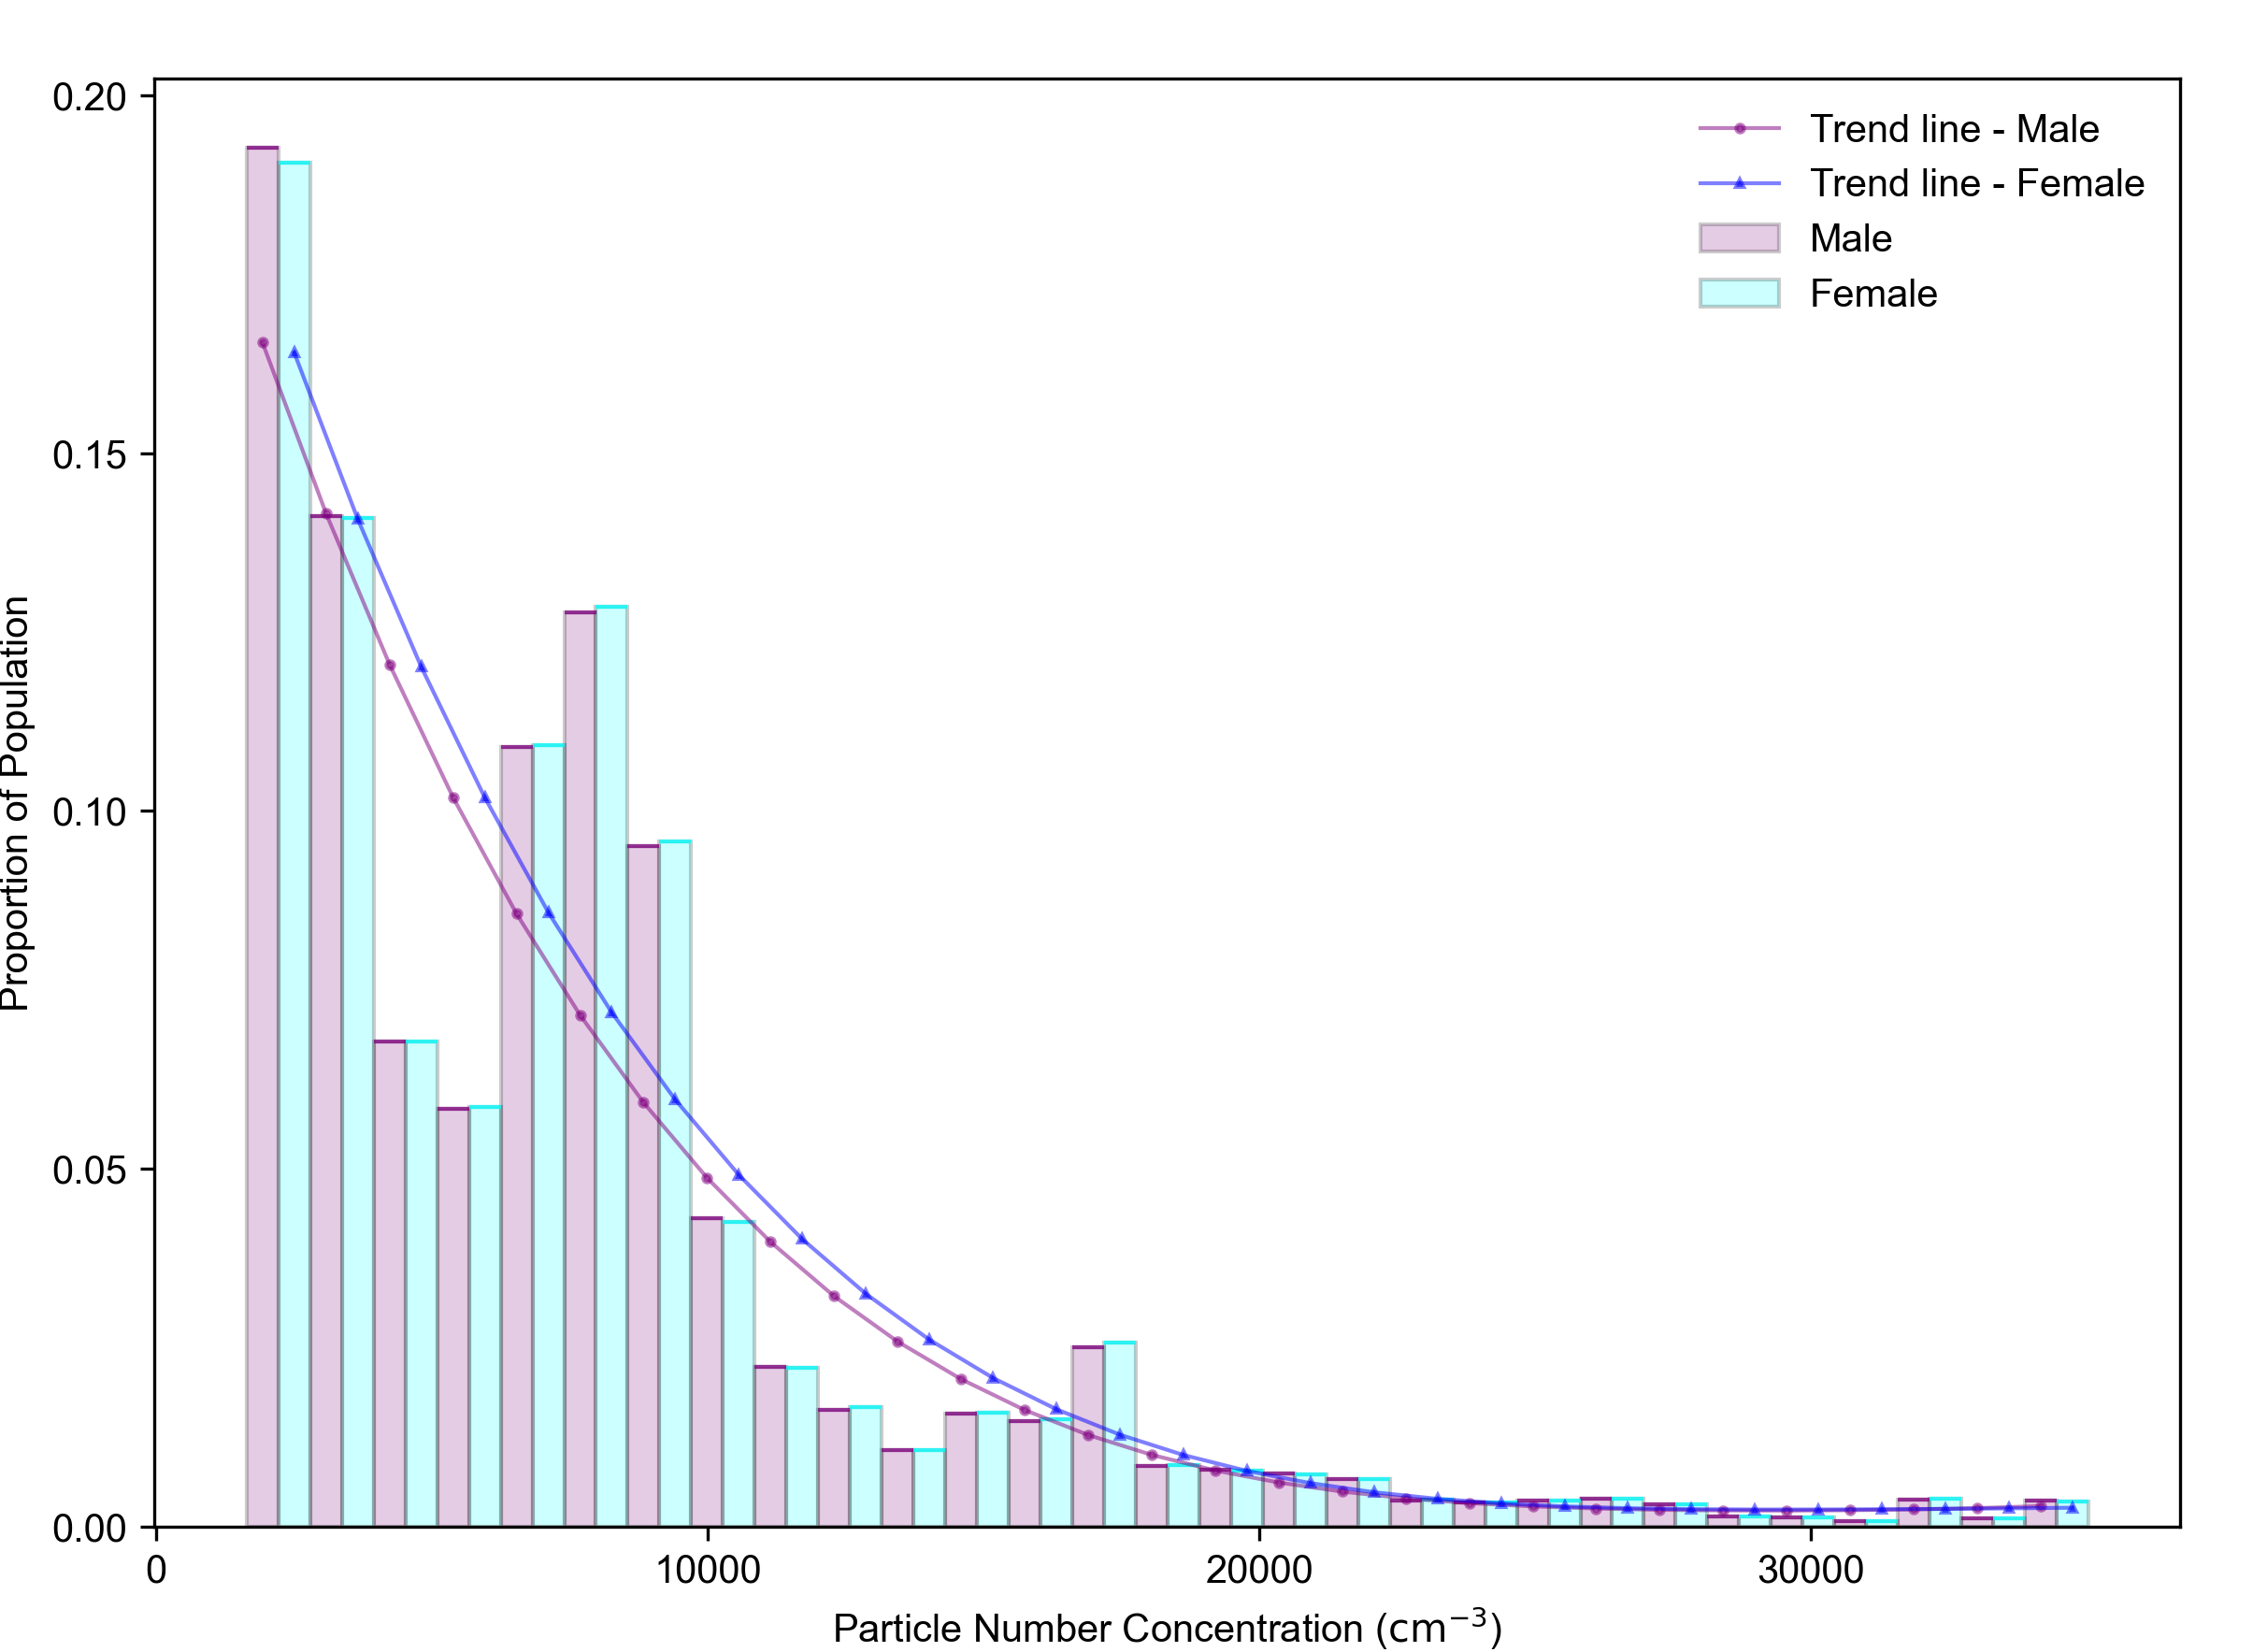 0.20
0.15
0.10
0.05
0.00
Proportion of Population
0
10000
20000
30000
Particle Number Concentration (cm⁻³)
Trend line - Male
Trend line - Female
Male
Female